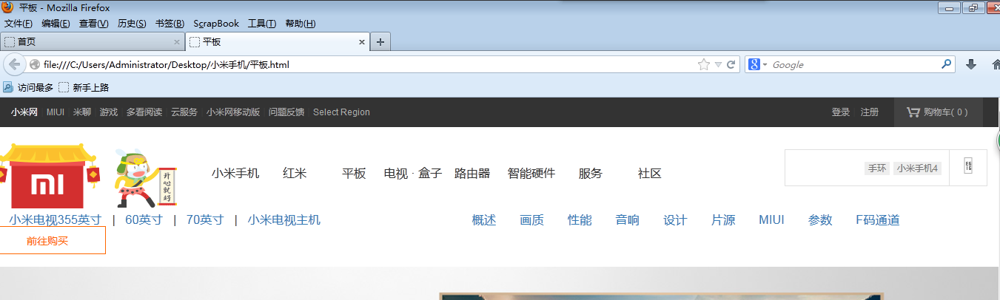 平板 - Mozilla Firefox
文件(F) 编辑(E) 查看(V) 历史(S) 书签(B) ScrapBook 工具(T) 帮助(H)
首页 平板
file:///C:/Users/Administrator/Desktop/小米手机/平板.html Google
访问最多 新手上路
小米网 MIUI 米聊 游戏 多看阅读 云服务 小米网移动版 问题反馈 Select Region 登录 注册 购物车( 0 )
MI 开心就好 小米手机 红米 平板 电视 · 盒子 路由器 智能硬件 服务 社区 手环 小米手机4
小米电视355英寸 | 60英寸 | 70英寸 | 小米电视主机 概述 画质 性能 音响 设计 片源 MIUI 参数 F码通道
前往购买